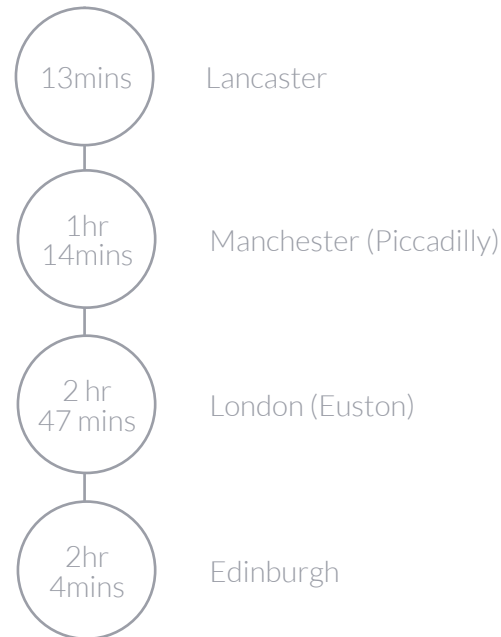 13mins
Lancaster
1hr
14mins
Manchester (Piccadilly)
2 hr
47 mins
London (Euston)
2hr
4mins
Edinburgh